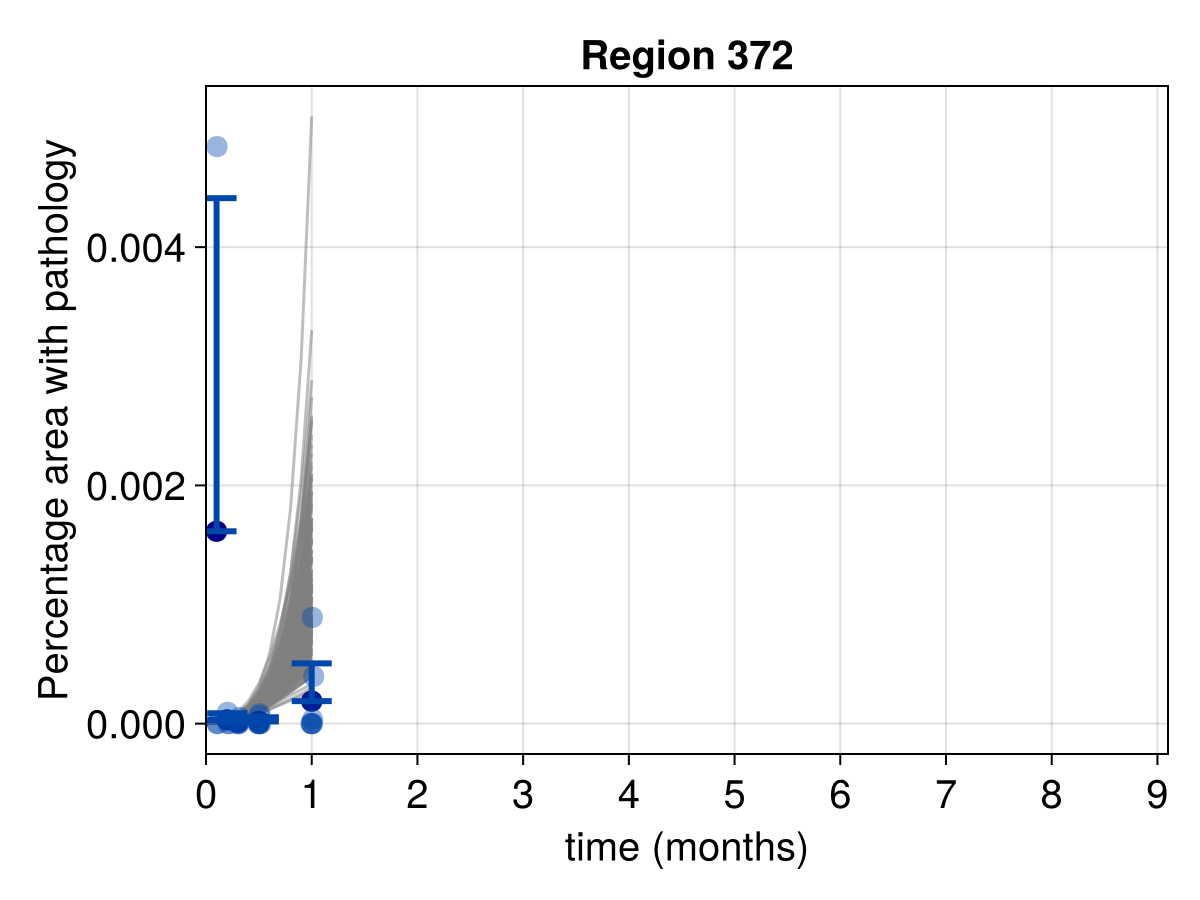 Region 372
Percentage area with pathology
0.004
0.002
0.000
0 1 2 3 4 5 6 7 8 9
time (months)